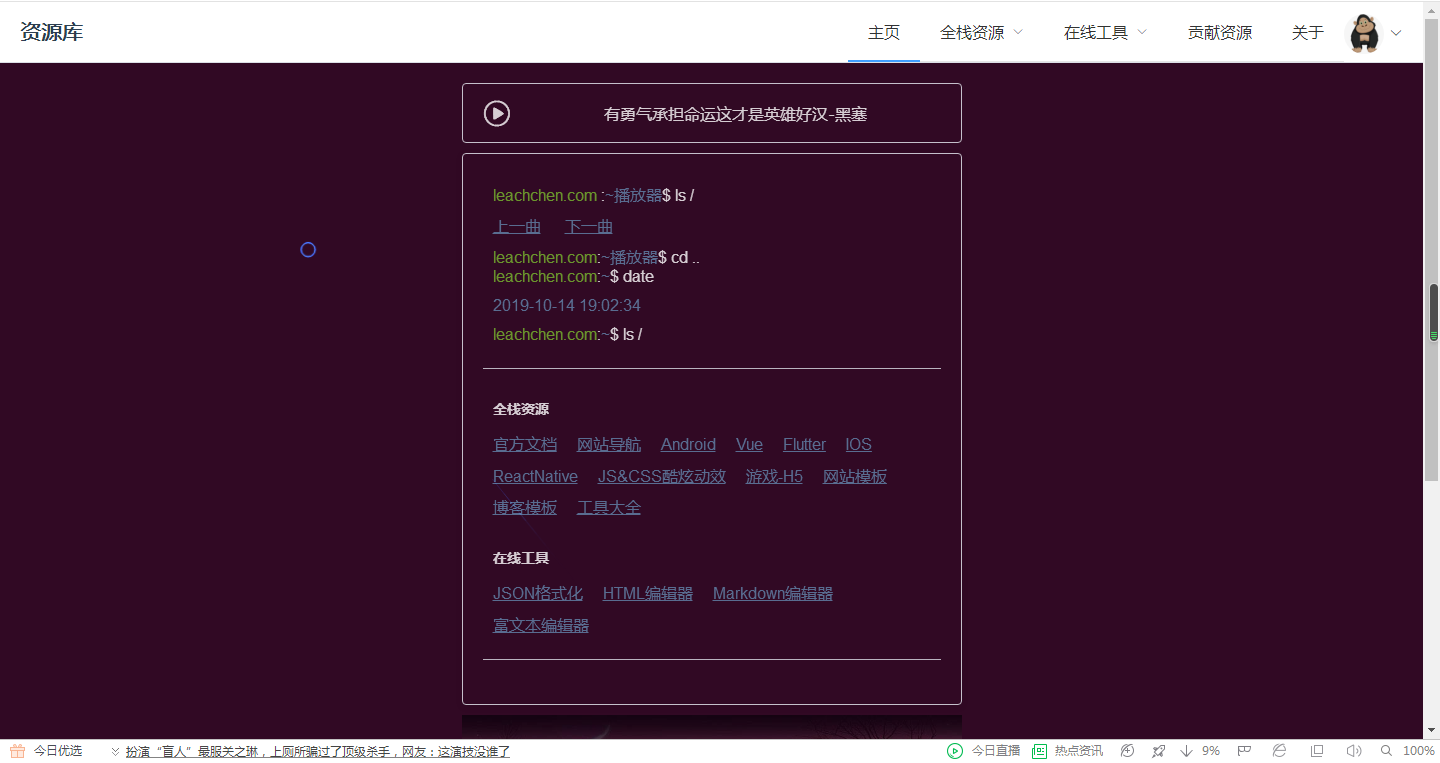 资源库 主页 全栈资源 在线工具 贡献资源 关于
有勇气承担命运这才是英雄好汉-黑塞
leachchen.com :~播放器$ ls /
上一曲 下一曲
leachchen.com:~播放器$ cd ..
leachchen.com:~$ date
2019-10-14 19:02:34
leachchen.com:~$ ls /
全栈资源
官方文档 网站导航 Android Vue Flutter IOS
ReactNative JS&CSS酷炫动效 游戏-H5 网站模板
博客模板 工具大全
在线工具
JSON格式化 HTML编辑器 Markdown编辑器
富文本编辑器
今日优选 扮演“盲人”最服关之琳，上厕所骗过了顶级杀手，网友：这演技没谁了 今日直播 热点资讯 9% 100%